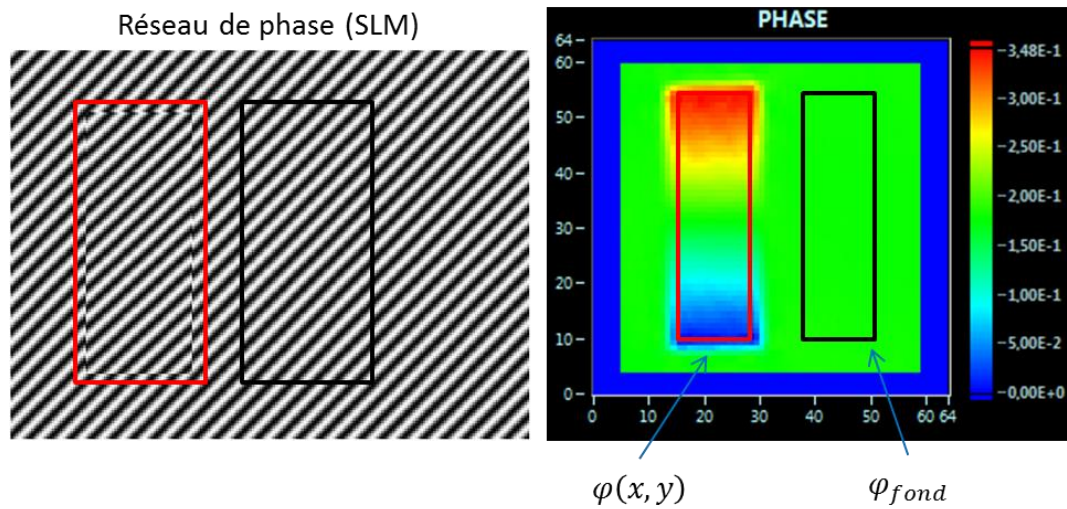 Réseau de phase (SLM)
PHASE
64
60
50
40
30
20
10
0
0 10 20 30 40 50 60 64
3,48E-1
3,00E-1
2,50E-1
2,00E-1
1,50E-1
1,00E-1
5,00E-2
0,00E+0
φ(x, y)
φfond